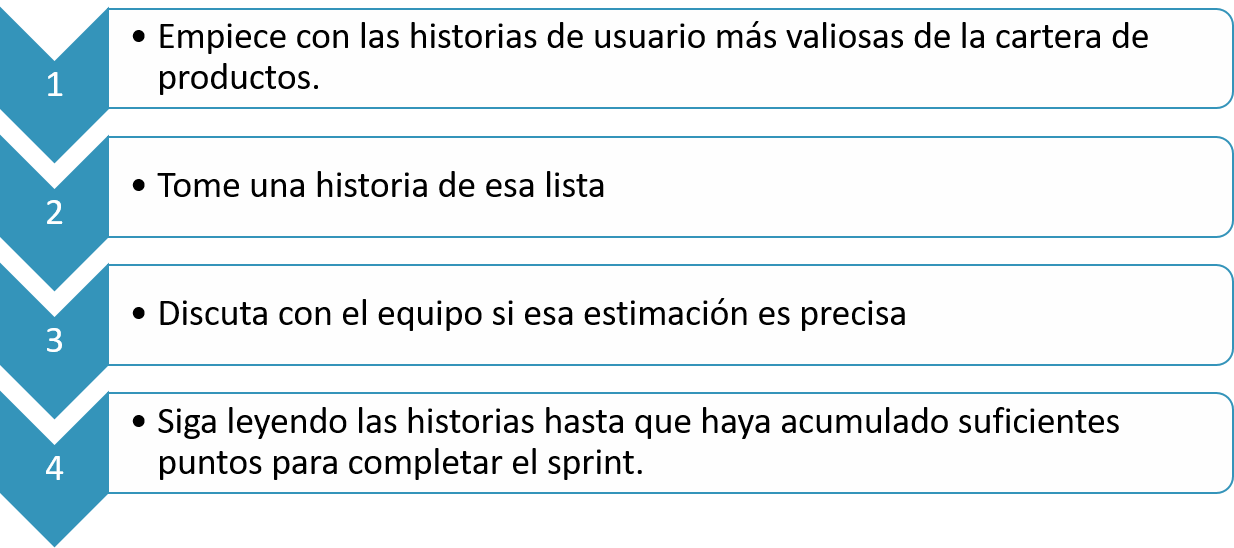 1
• Empiece con las historias de usuario más valiosas de la cartera de
productos.
2
• Tome una historia de esa lista
3
• Discuta con el equipo si esa estimación es precisa
4
• Siga leyendo las historias hasta que haya acumulado suficientes
puntos para completar el sprint.